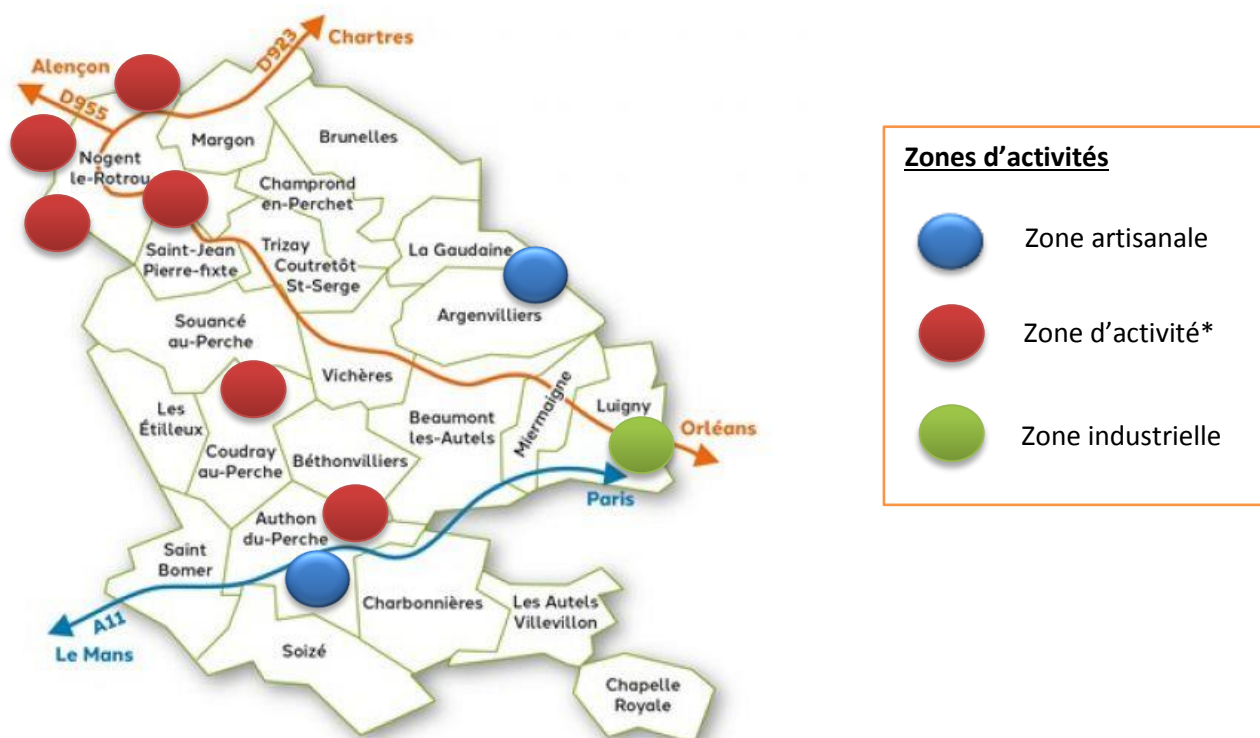 D923
Chartres
Alençon
D955
Margon
Brunelles
Nogent
le-Rotrou
Champrond
en-Perchet
Saint-Jean
Pierre-fixte
Trizay
Coutretôt
St-Serge
La Gaudaine
Argenvilliers
Souancé
au-Perche
Vichères
Les
Étilleux
Coudray
au-Perche
Béthonvilliers
Beaumont
les-Autels
Miermaigne
Luigny
Orléans
Paris
Authon
du-Perche
Saint
Bomer
Charbonnières
Les Autels
Villevillon
A11
Le Mans
Soizé
Chapelle
Royale
Zones d’activités
Zone artisanale
Zone d’activité*
Zone industrielle